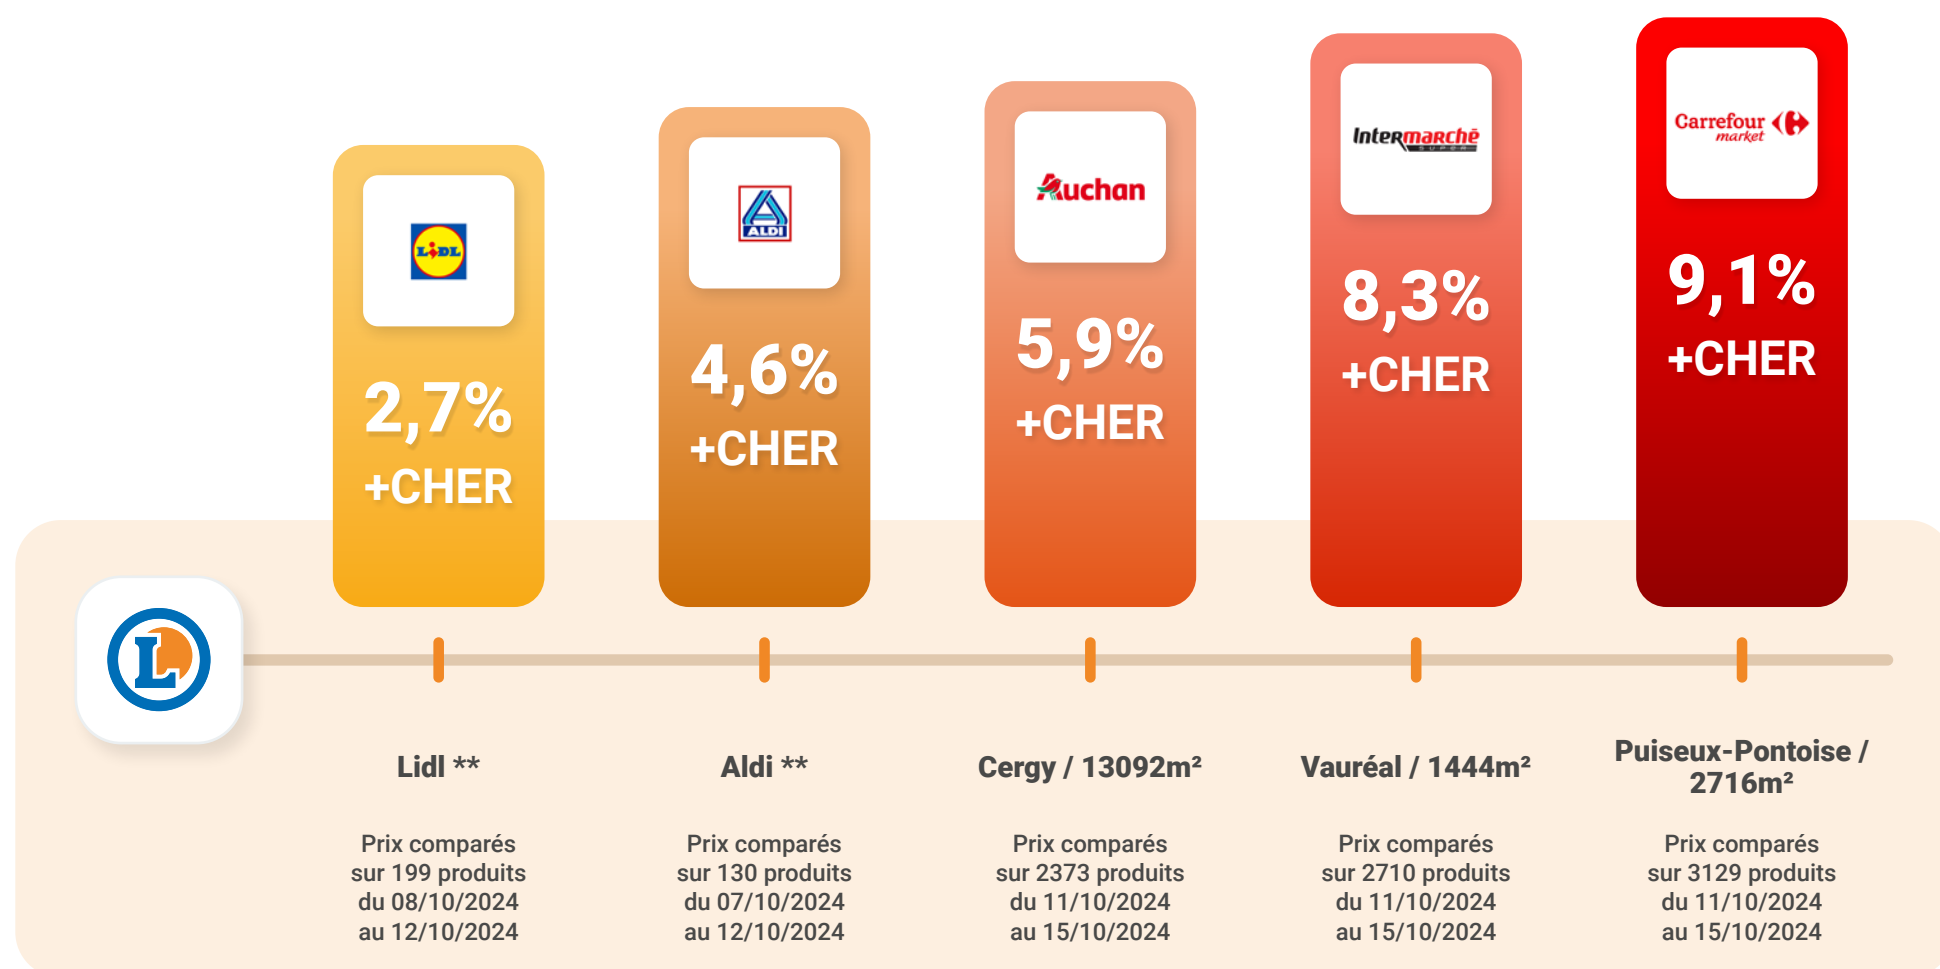 LIDL
2,7%
+CHER
ALDI
4,6%
+CHER
Auchan
5,9%
+CHER
Intermarché
SUPER
8,3%
+CHER
Carrefour
market
9,1%
+CHER
L
Lidl **
Prix comparés
sur 199 produits
du 08/10/2024
au 12/10/2024
Aldi **
Prix comparés
sur 130 produits
du 07/10/2024
au 12/10/2024
Cergy / 13092m²
Prix comparés
sur 2373 produits
du 11/10/2024
au 15/10/2024
Vauréal / 1444m²
Prix comparés
sur 2710 produits
du 11/10/2024
au 15/10/2024
Puiseux-Pontoise /
2716m²
Prix comparés
sur 3129 produits
du 11/10/2024
au 15/10/2024